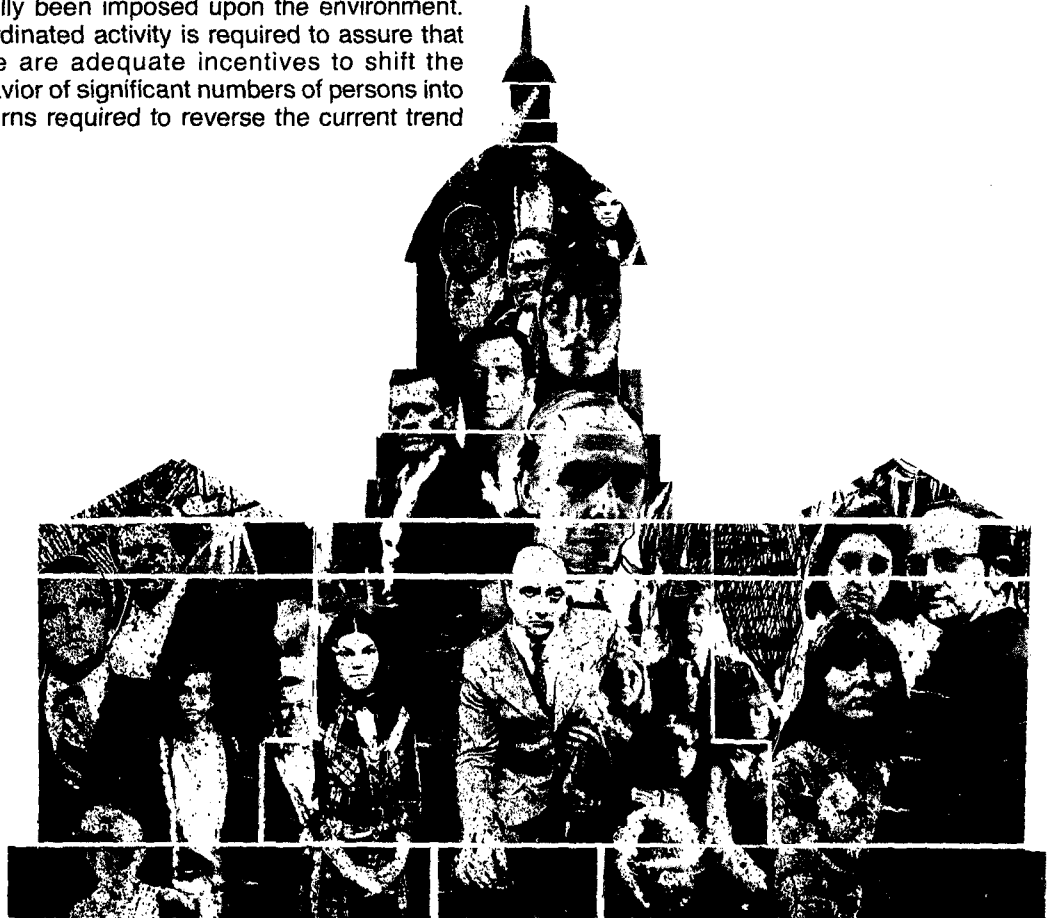 lly been imposed upon the environment.
dinated activity is required to assure that
e are adequate incentives to shift the
vior of significant numbers of persons into
rns required to reverse the current trend